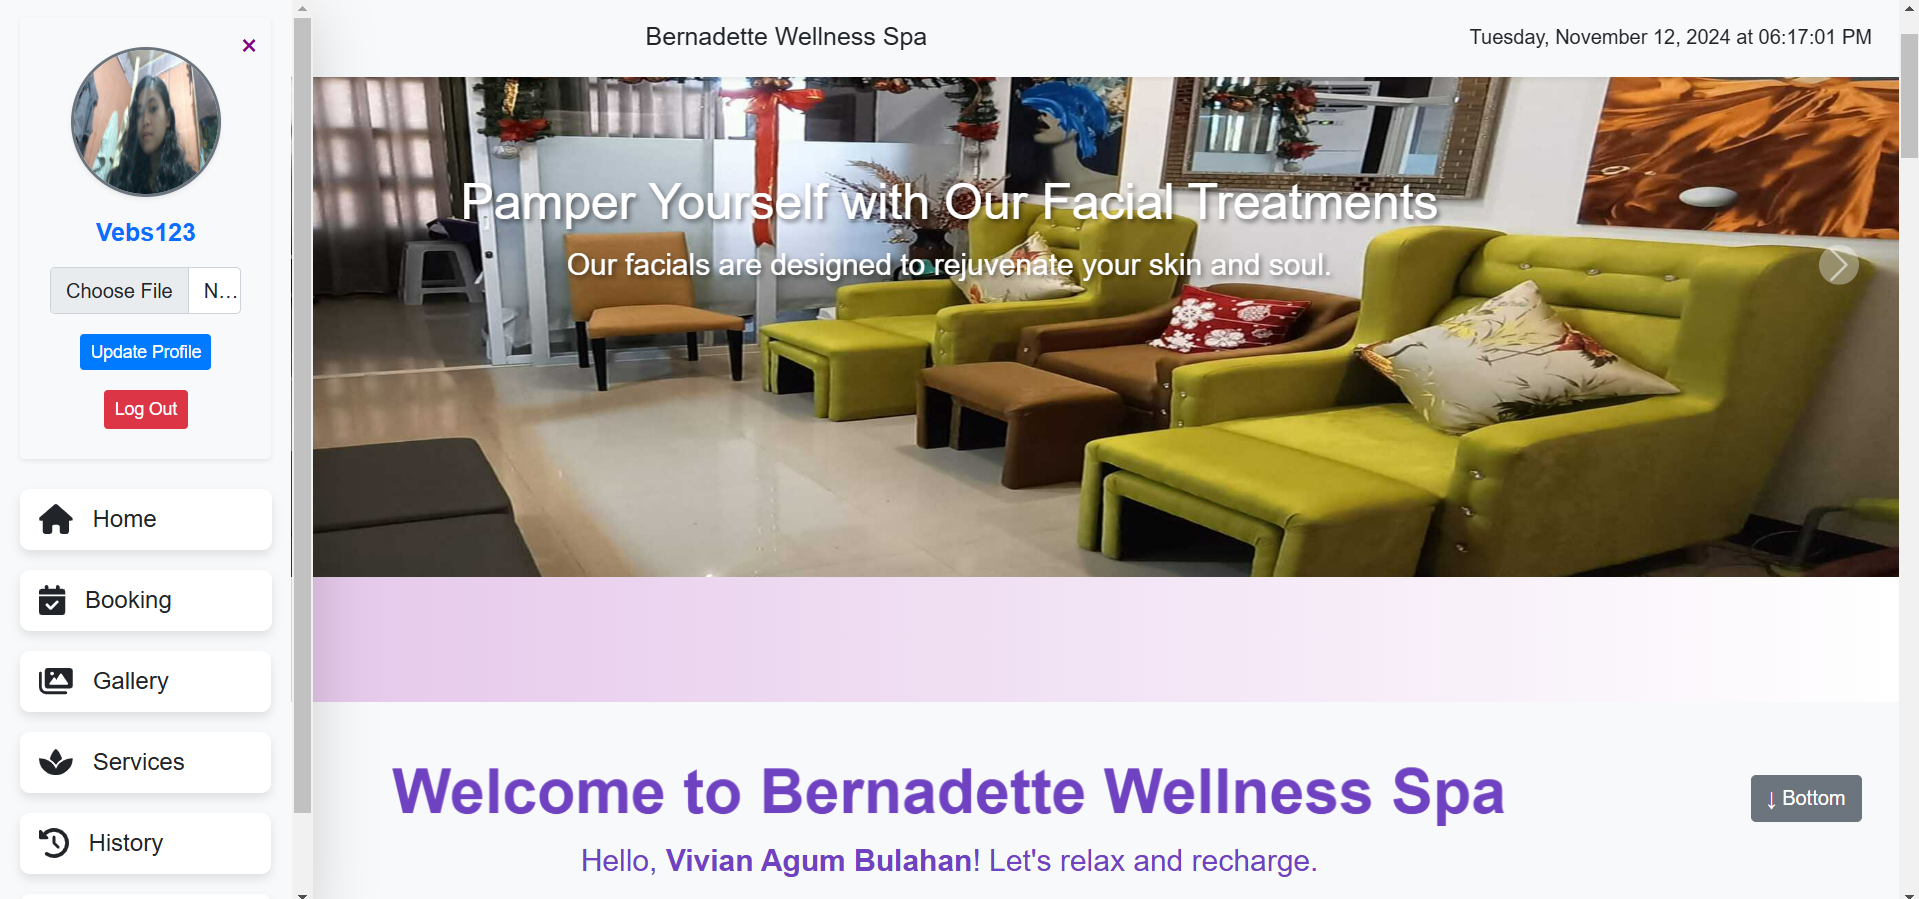 ×
Vebs123
Choose File N...
Update Profile
Log Out
Home
Booking
Gallery
Services
History
Bernadette Wellness Spa
Tuesday, November 12, 2024 at 06:17:01 PM
Pamper Yourself with Our Facial Treatments
Our facials are designed to rejuvenate your skin and soul.
Welcome to Bernadette Wellness Spa
Hello, Vivian Agum Bulahan! Let's relax and recharge.
↓ Bottom